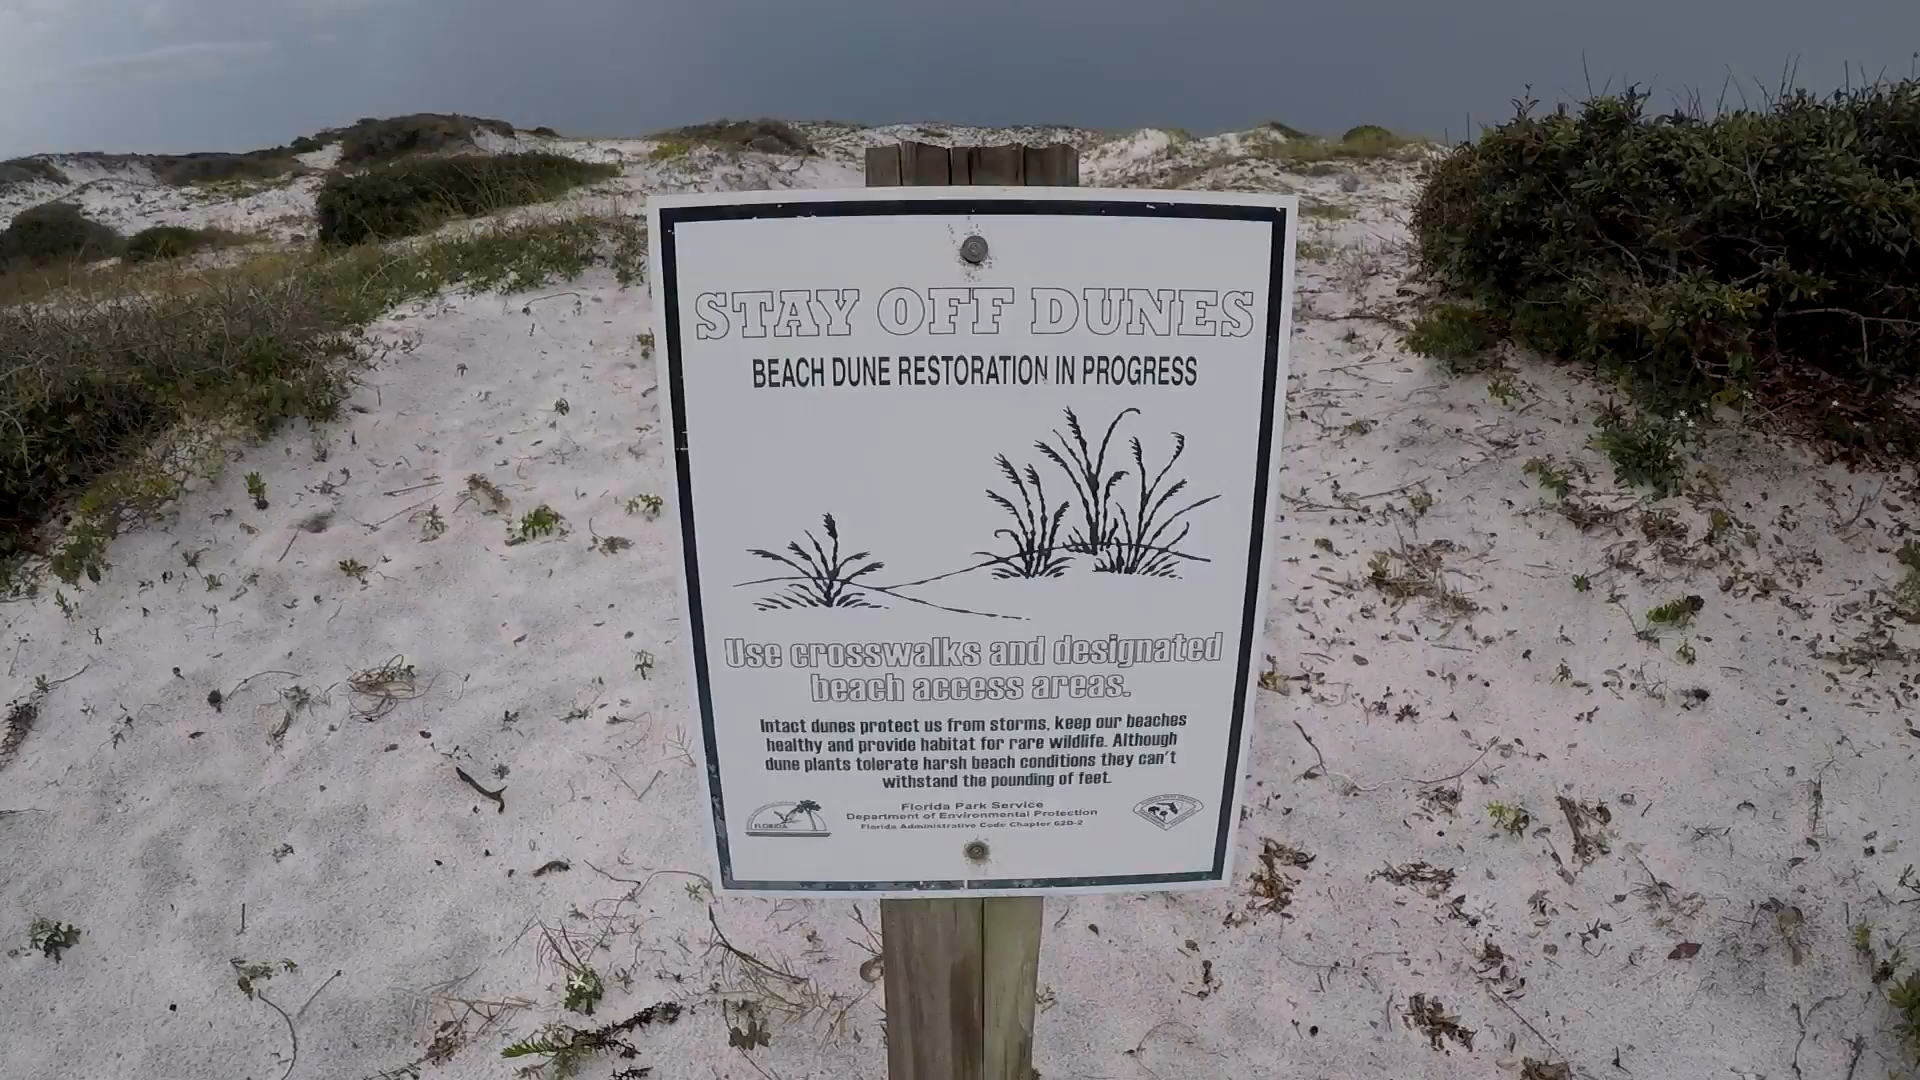 STAY OFF DUNES
BEACH DUNE RESTORATION IN PROGRESS
Use crosswalks and designated
beach access areas.
Intact dunes protect us from storms, keep our beaches
healthy and provide habitat for rare wildlife. Although
dune plants tolerate harsh beach conditions they can't
withstand the pounding of feet.
Florida Park Service
Department of Environmental Protection
Florida Administrative Code Chapter 62D-2
FLORIDA